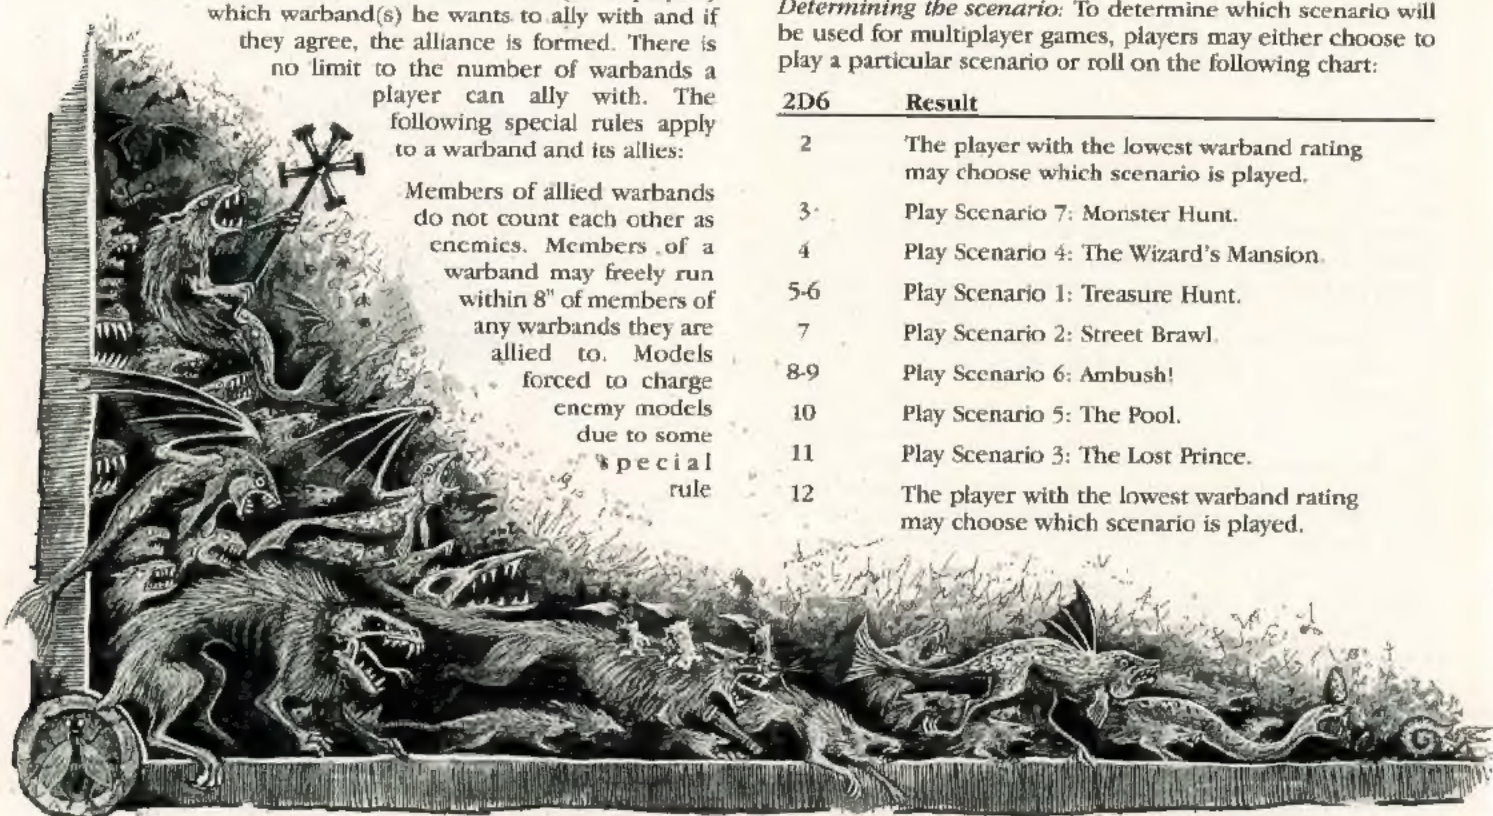 which warband(s) he wants to ally with and if
they agree, the alliance is formed. There is
no limit to the number of warbands a
player can ally with. The
following special rules apply
to a warband and its allies:
Members of allied warbands
do not count each other as
enemies. Members of a
warband may freely run
within 8" of members of
any warbands they are
allied to. Models
forced to charge
enemy models
due to some
special
rule
Determining the scenario: To determine which scenario will
be used for multiplayer games, players may either choose to
play a particular scenario or roll on the following chart:
2D6 Result
2 The player with the lowest warband rating
may choose which scenario is played.
3 Play Scenario 7: Monster Hunt.
4 Play Scenario 4: The Wizard's Mansion.
5-6 Play Scenario 1: Treasure Hunt.
7 Play Scenario 2: Street Brawl.
8-9 Play Scenario 6: Ambush!
10 Play Scenario 5: The Pool.
11 Play Scenario 3: The Lost Prince.
12 The player with the lowest warband rating
may choose which scenario is played.